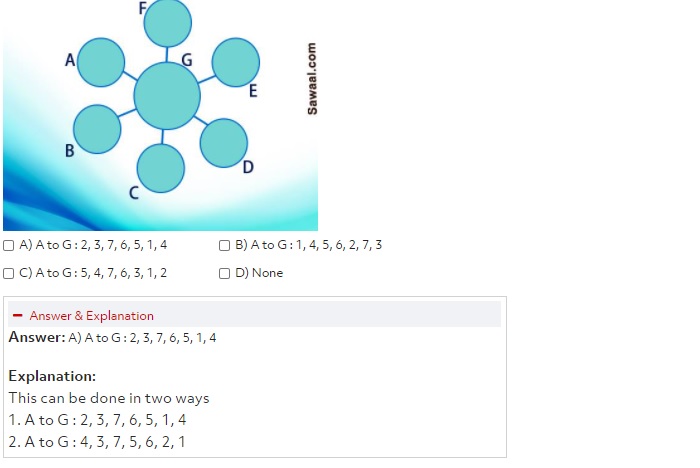 F
A
G
Sawaal.com
E
B
D
C
A) A to G : 2, 3, 7, 6, 5, 1, 4
B) A to G : 1, 4, 5, 6, 2, 7, 3
C) A to G : 5, 4, 7, 6, 3, 1, 2
D) None
Answer & Explanation
Answer: A) A to G : 2, 3, 7, 6, 5, 1, 4
Explanation:
This can be done in two ways
1. A to G : 2, 3, 7, 6, 5, 1, 4
2. A to G : 4, 3, 7, 5, 6, 2, 1